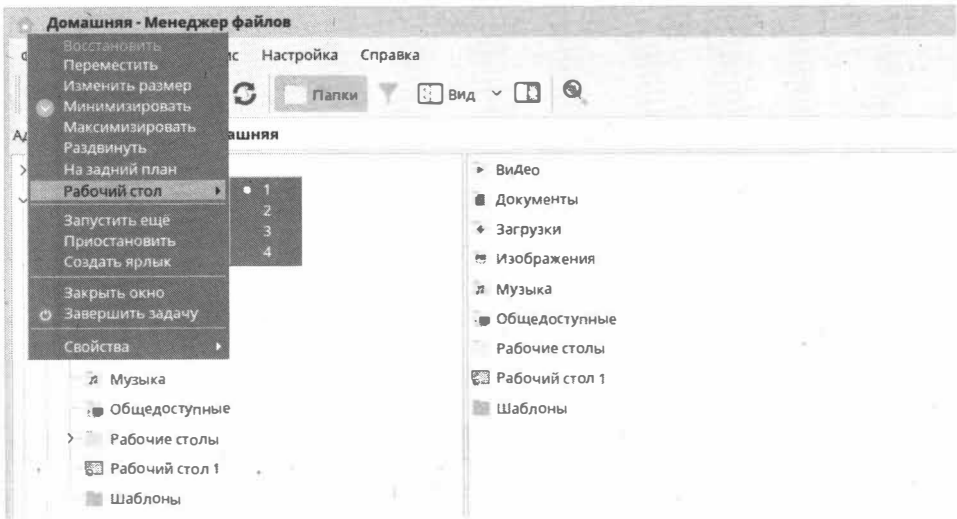 Домашняя - Менеджер файлов
ис Настройка Справка
Папки Вид
ашняя
Восстановить
Переместить
Изменить размер
Минимизировать
Максимизировать
Раздвинуть
На задний план
Рабочий стол
1
2
3
4
Запустить ещё
Приостановить
Создать ярлык
Закрыть окно
Завершить задачу
Свойства
Музыка
Общедоступные
Рабочие столы
Рабочий стол 1
Шаблоны
Видео
Документы
Загрузки
Изображения
Музыка
Общедоступные
Рабочие столы
Рабочий стол 1
Шаблоны